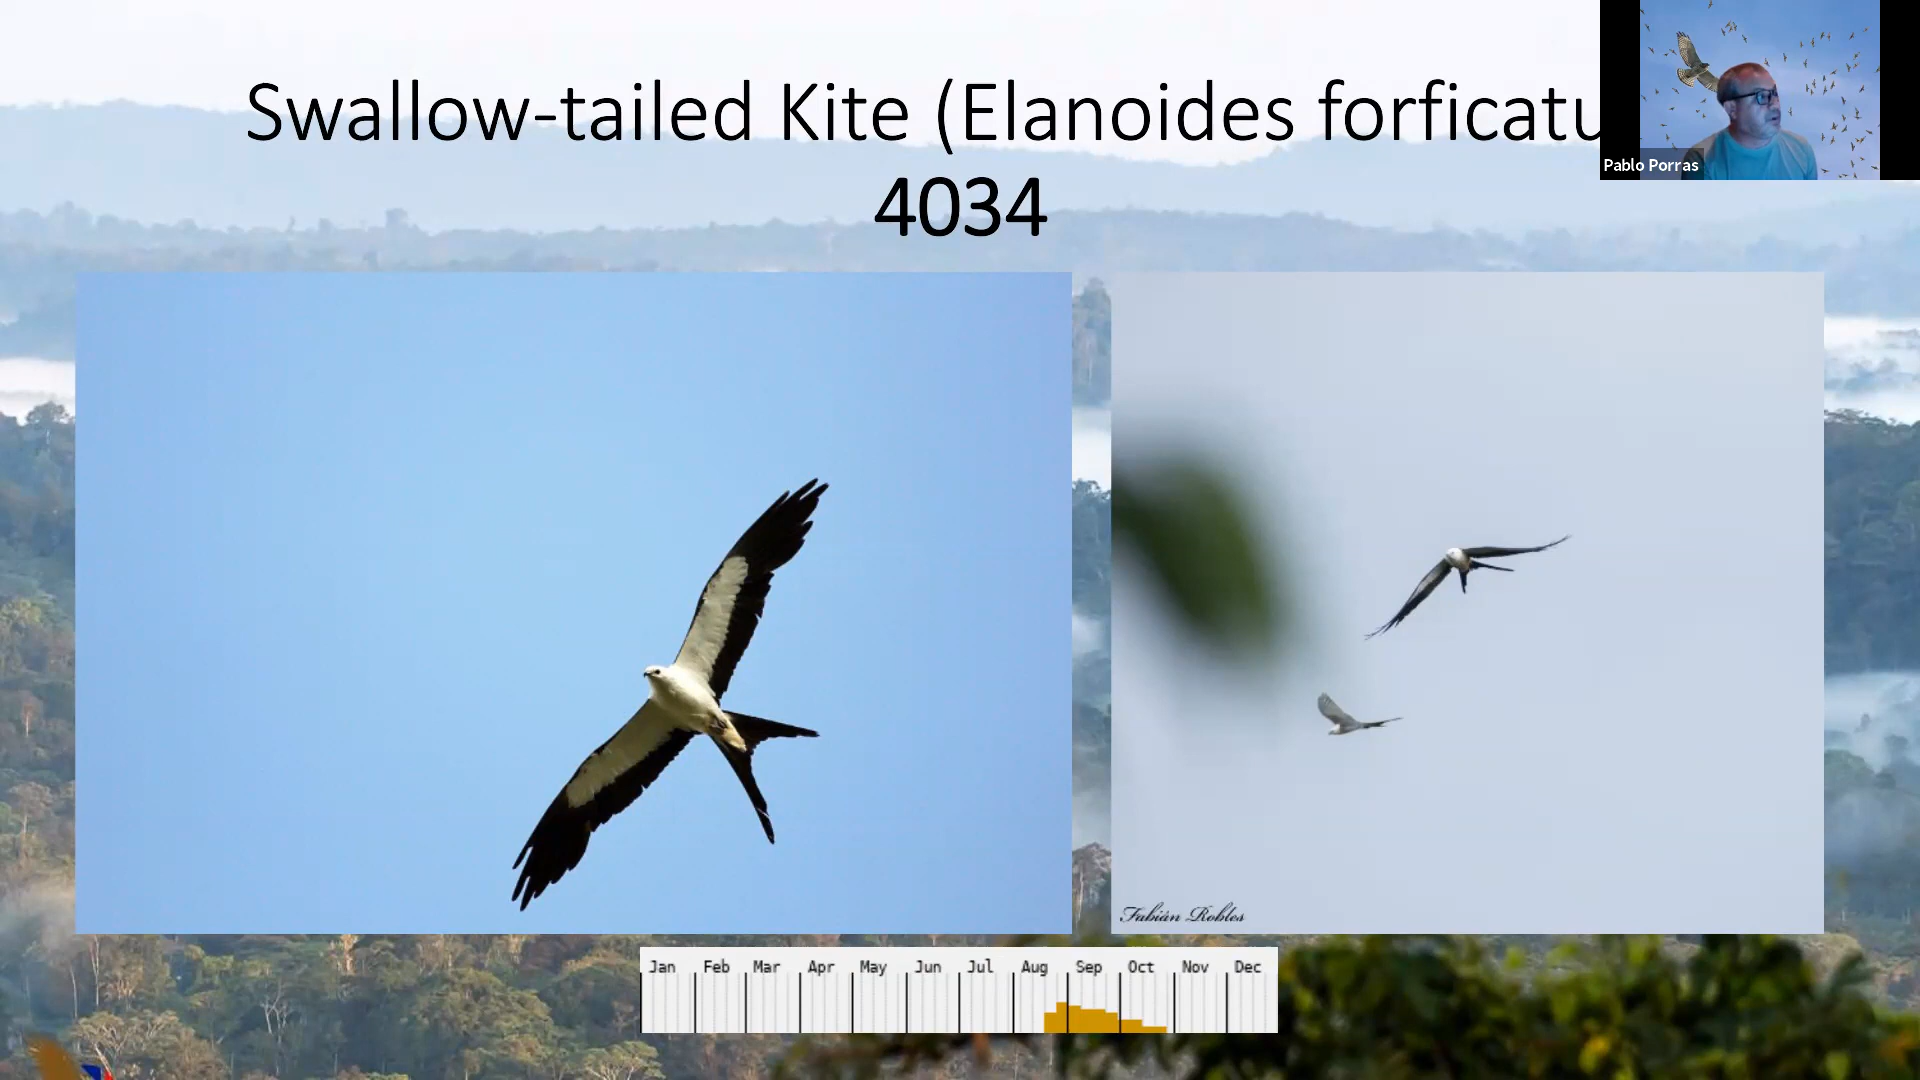 Swallow-tailed Kite (Elanoides forficatu
4034
Pablo Porras
Fabián Robles
Jan Feb Mar Apr May Jun Jul Aug Sep Oct Nov Dec